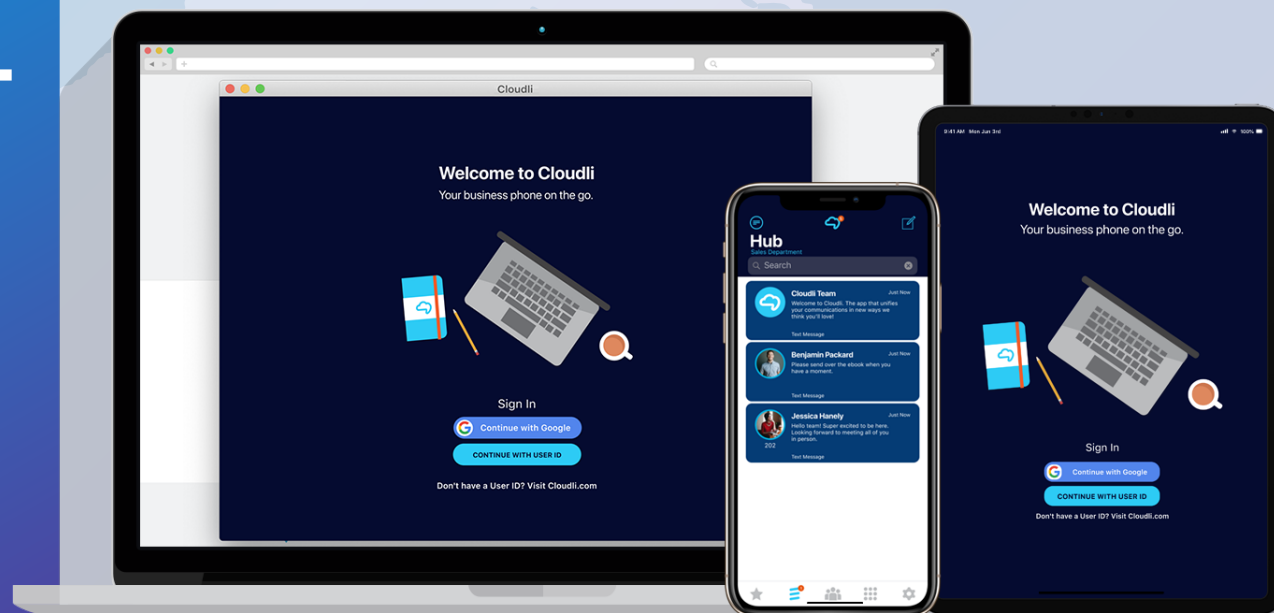 Cloudli
Welcome to Cloudli
Your business phone on the go.
Sign In
Continue with Google
CONTINUE WITH USER ID
Don't have a User ID? Visit Cloudli.com
Hub
Sales Department
Search
Cloudli Team
Just Now
Welcome to Cloudli. The app that unifies
your communications in new ways we
think you'll love!
Text Message
Benjamin Packard
Just Now
Please send over the ebook when you
have a moment.
Text Message
Jessica Hanely
Just Now
Hello team! Super excited to be here.
Looking forward to meeting all of you
in person.
202
Text Message
9:41 AM Mon Jun 3rd
100%
Welcome to Cloudli
Your business phone on the go.
Sign In
Continue with Google
CONTINUE WITH USER ID
Don't have a User ID? Visit Cloudli.com